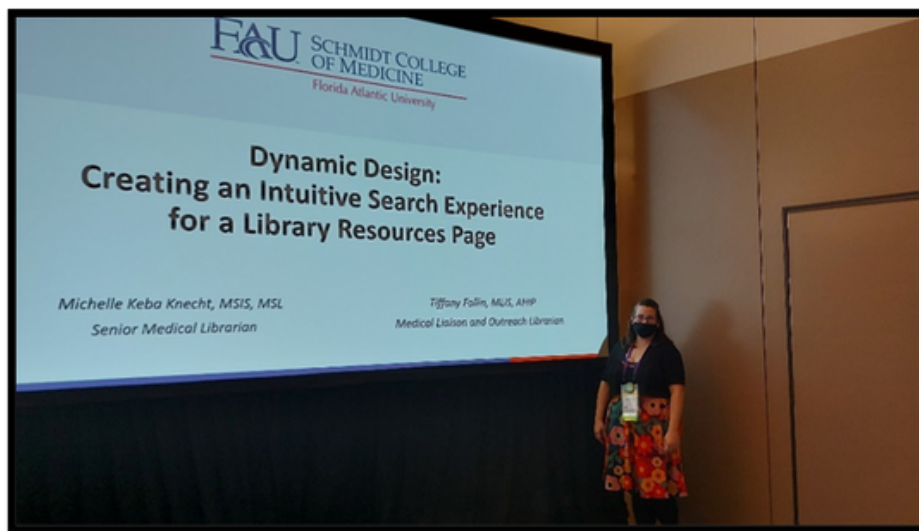 FAU SCHMIDT COLLEGE
OF MEDICINE
Florida Atlantic University
Dynamic Design:
Creating an Intuitive Search Experience
for a Library Resources Page
Michelle Keba Knecht, MSIS, MSL
Senior Medical Librarian
Tiffany Follin, MLIS, AHIP
Medical Liaison and Outreach Librarian